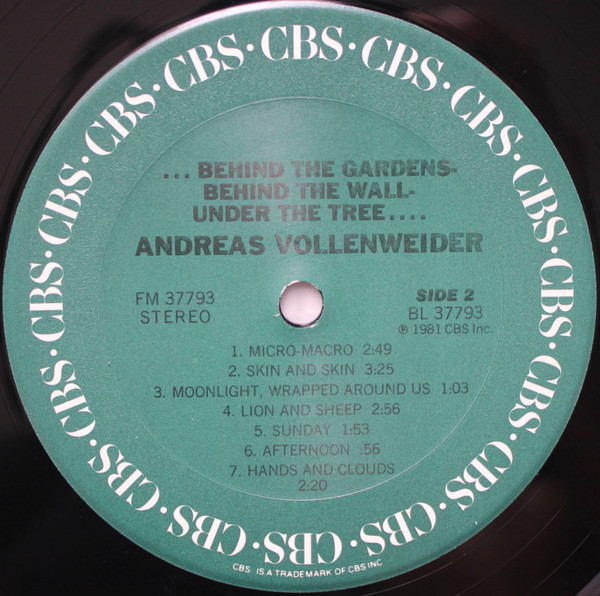 CBS · CBS · CBS · CBS · CBS · CBS · CBS · CBS · CBS · CBS · CBS · CBS · CBS · CBS · CBS · CBS ·
... BEHIND THE GARDENS-
BEHIND THE WALL-
UNDER THE TREE....
ANDREAS VOLLENWEIDER
FM 37793
STEREO
SIDE 2
BL 37793
℗ 1981 CBS Inc.
1. MICRO-MACRO 2:49
2. SKIN AND SKIN 3:25
3. MOONLIGHT, WRAPPED AROUND US 1:03
4. LION AND SHEEP 2:56
5. SUNDAY 1:53
6. AFTERNOON :56
7. HANDS AND CLOUDS
2:20
CBS IS A TRADEMARK OF CBS INC